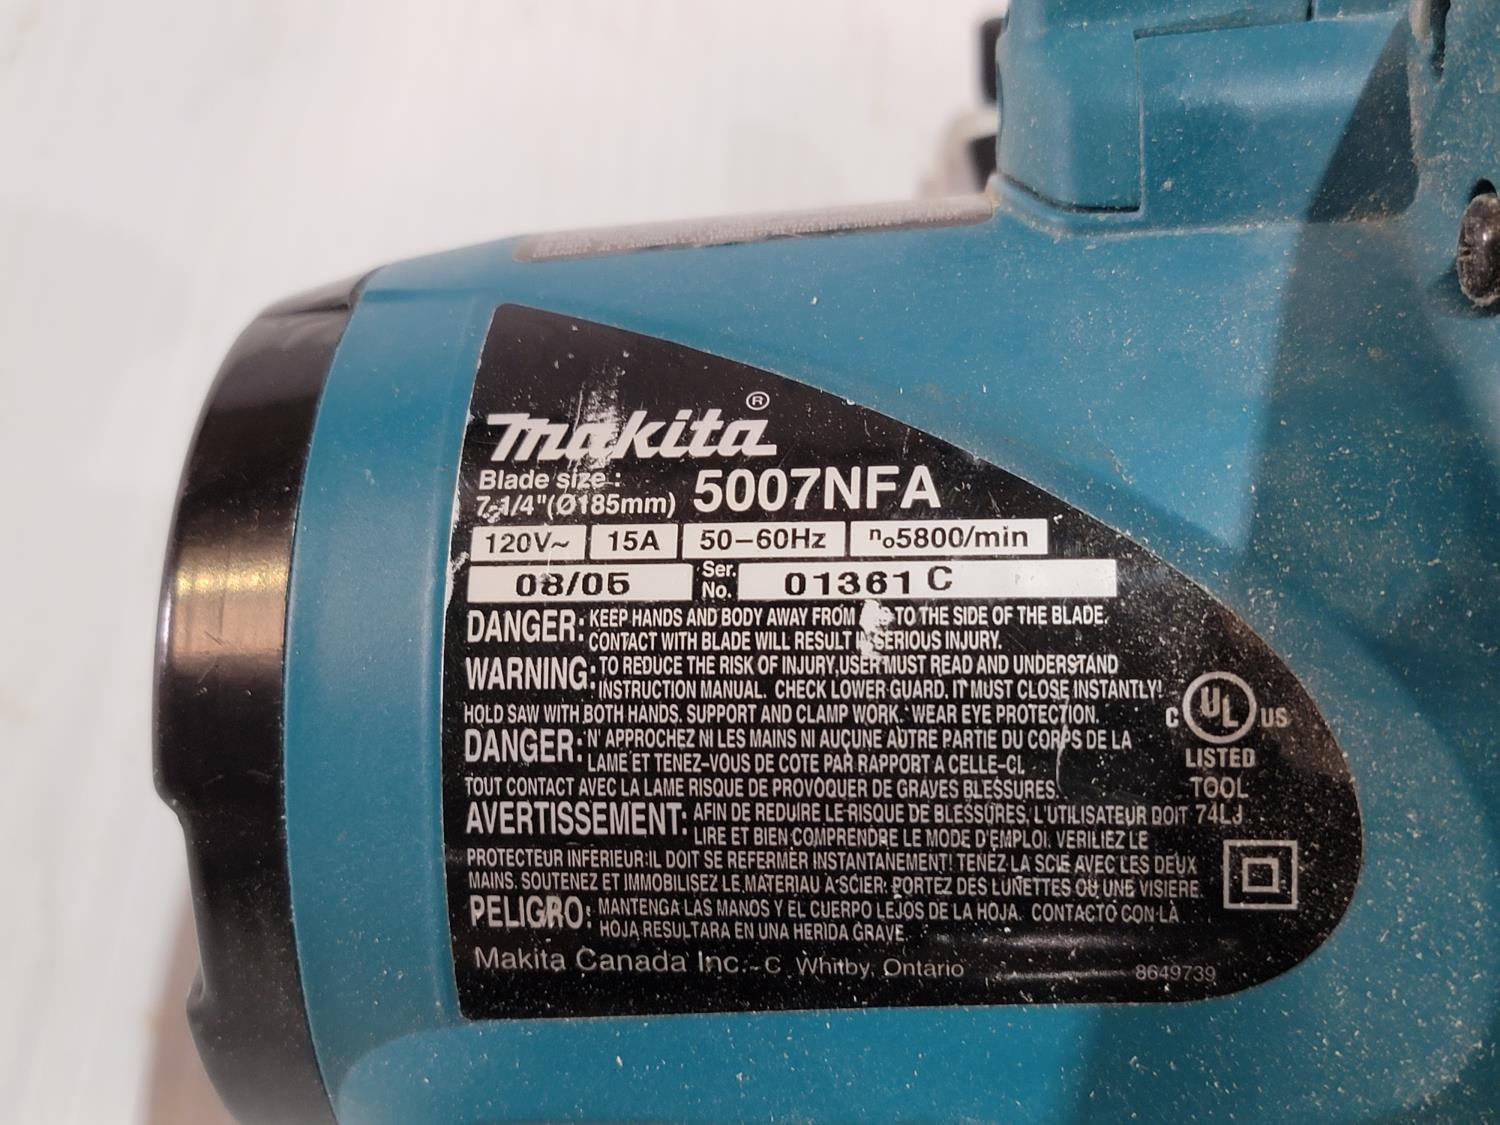 Makita®
Blade size :
7-1/4"(Ø185mm) 5007NFA
120V~ 15A 50-60Hz no5800/min
08/05 Ser. No. 01361 C
DANGER: KEEP HANDS AND BODY AWAY FROM TO THE SIDE OF THE BLADE.
CONTACT WITH BLADE WILL RESULT SERIOUS INJURY.
WARNING: TO REDUCE THE RISK OF INJURY,USER MUST READ AND UNDERSTAND
INSTRUCTION MANUAL. CHECK LOWER GUARD. IT MUST CLOSE INSTANTLY!
HOLD SAW WITH BOTH HANDS. SUPPORT AND CLAMP WORK. WEAR EYE PROTECTION.
DANGER: N'APPROCHEZ NI LES MAINS NI AUCUNE AUTRE PARTIE DU CORPS DE LA
LAME ET TENEZ-VOUS DE COTE PAR RAPPORT A CELLE-CI.
TOUT CONTACT AVEC LA LAME RISQUE DE PROVOQUER DE GRAVES BLESSURES.
AVERTISSEMENT: AFIN DE REDUIRE LE RISQUE DE BLESSURES, L'UTILISATEUR DOIT
LIRE ET BIEN COMPRENDRE LE MODE D'EMPLOI. VERIFIEZ LE
PROTECTEUR INFERIEUR:IL DOIT SE REFERMER INSTANTANEMENT! TENEZ LA SCIE AVEC LES DEUX
MAINS. SOUTENEZ ET IMMOBILISEZ LE MATERIAU A SCIER. PORTEZ DES LUNETTES OU UNE VISIERE.
PELIGRO: MANTENGA LAS MANOS Y EL CUERPO LEJOS DE LA HOJA. CONTACTO CON LA
HOJA RESULTARA EN UNA HERIDA GRAVE.
Makita Canada Inc.-C Whitby, Ontario 8649739
C UL US
LISTED
TOOL
74LJ